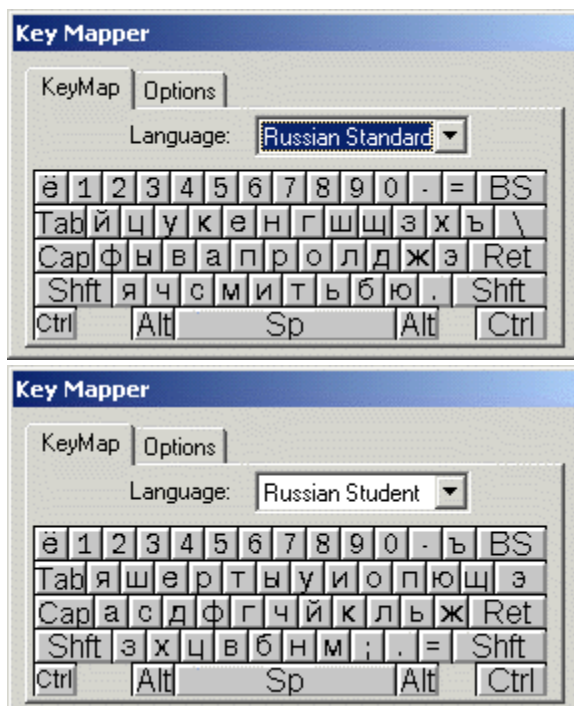 Key Mapper
KeyMap Options
Language: Russian Standard
ё 1 2 3 4 5 6 7 8 9 0 - = BS
Tab й ц у к е н г ш щ з х ъ \
Cap ф ы в а п р о л д ж э Ret
Shft я ч с м и т ь б ю . Shft
Ctrl Alt Sp Alt Ctrl
Key Mapper
KeyMap Options
Language: Russian Student
ё 1 2 3 4 5 6 7 8 9 0 - ъ BS
Tab я ш е р т ы у и о п ю щ э
Cap а с д ф г ч й к л ь ж Ret
Shft з х ц в б н м ; . = Shft
Ctrl Alt Sp Alt Ctrl